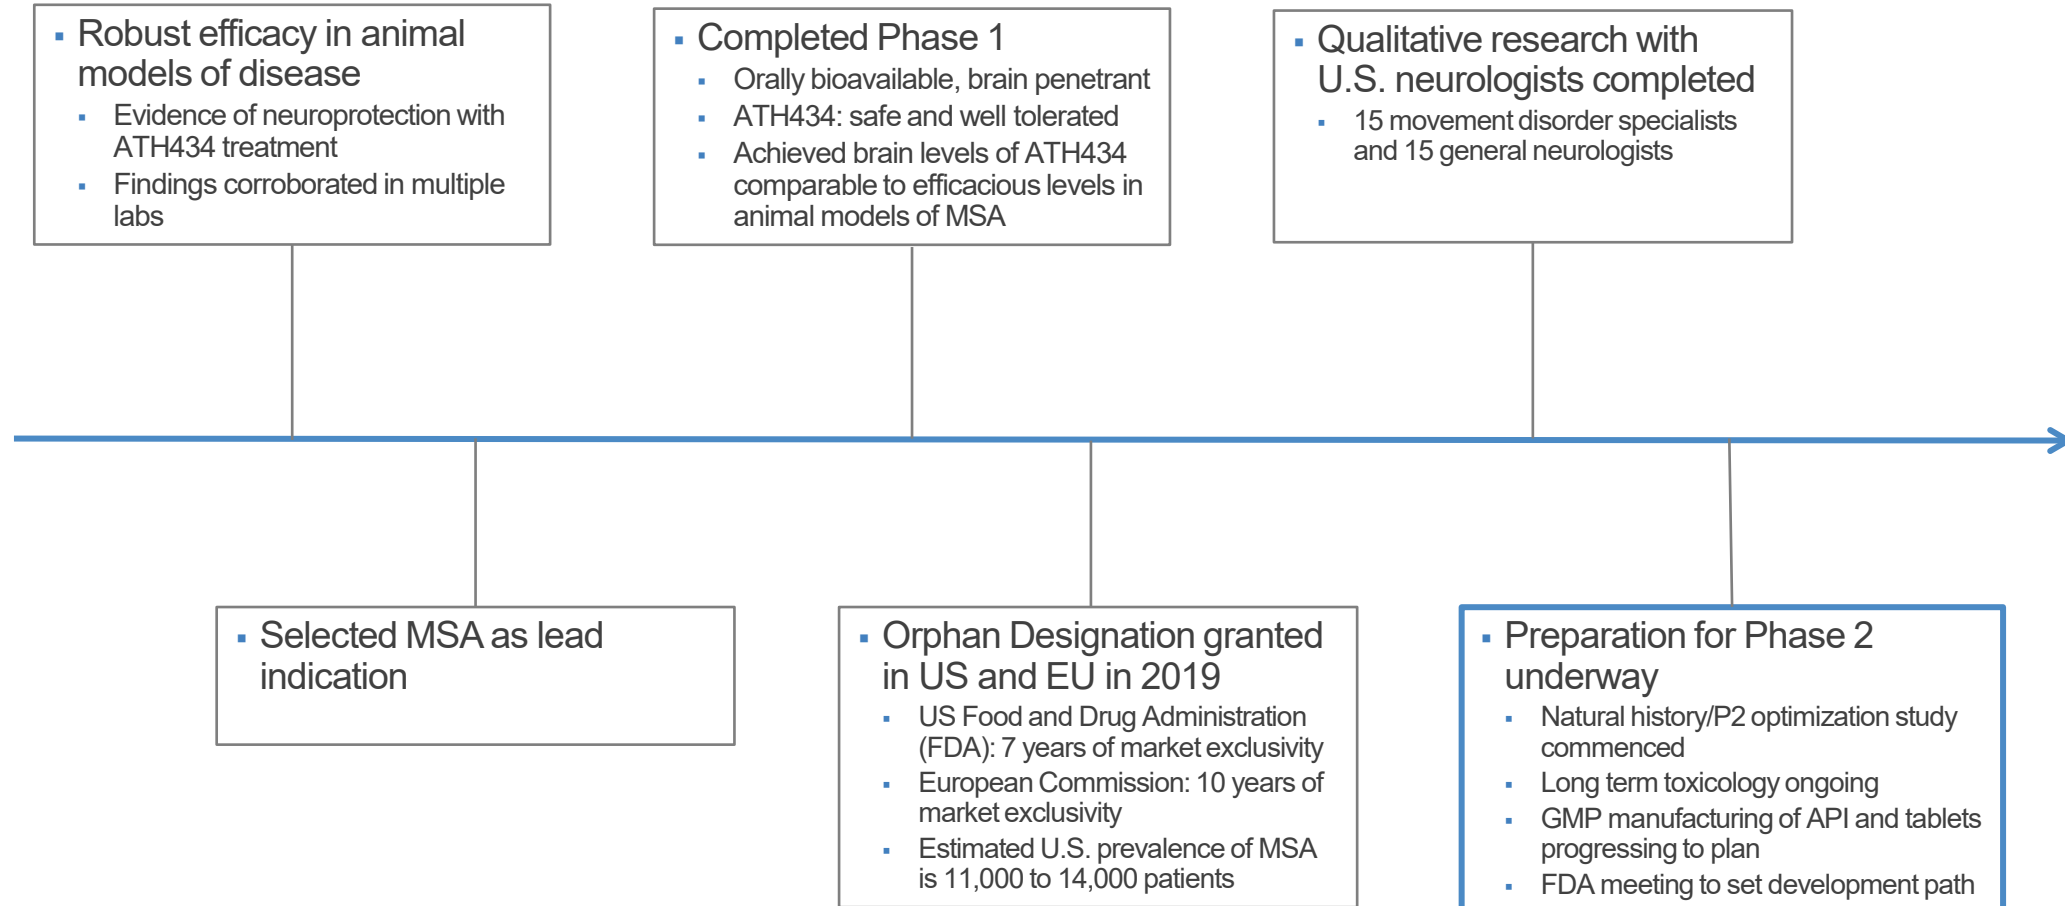 ▪ Robust efficacy in animal
models of disease
▪ Evidence of neuroprotection with
ATH434 treatment
▪ Findings corroborated in multiple
labs
▪ Completed Phase 1
▪ Orally bioavailable, brain penetrant
▪ ATH434: safe and well tolerated
▪ Achieved brain levels of ATH434
comparable to efficacious levels in
animal models of MSA
▪ Qualitative research with
U.S. neurologists completed
▪ 15 movement disorder specialists
and 15 general neurologists
▪ Selected MSA as lead
indication
▪ Orphan Designation granted
in US and EU in 2019
▪ US Food and Drug Administration
(FDA): 7 years of market exclusivity
▪ European Commission: 10 years of
market exclusivity
▪ Estimated U.S. prevalence of MSA
is 11,000 to 14,000 patients
▪ Preparation for Phase 2
underway
▪ Natural history/P2 optimization study
commenced
▪ Long term toxicology ongoing
▪ GMP manufacturing of API and tablets
progressing to plan
▪ FDA meeting to set development path